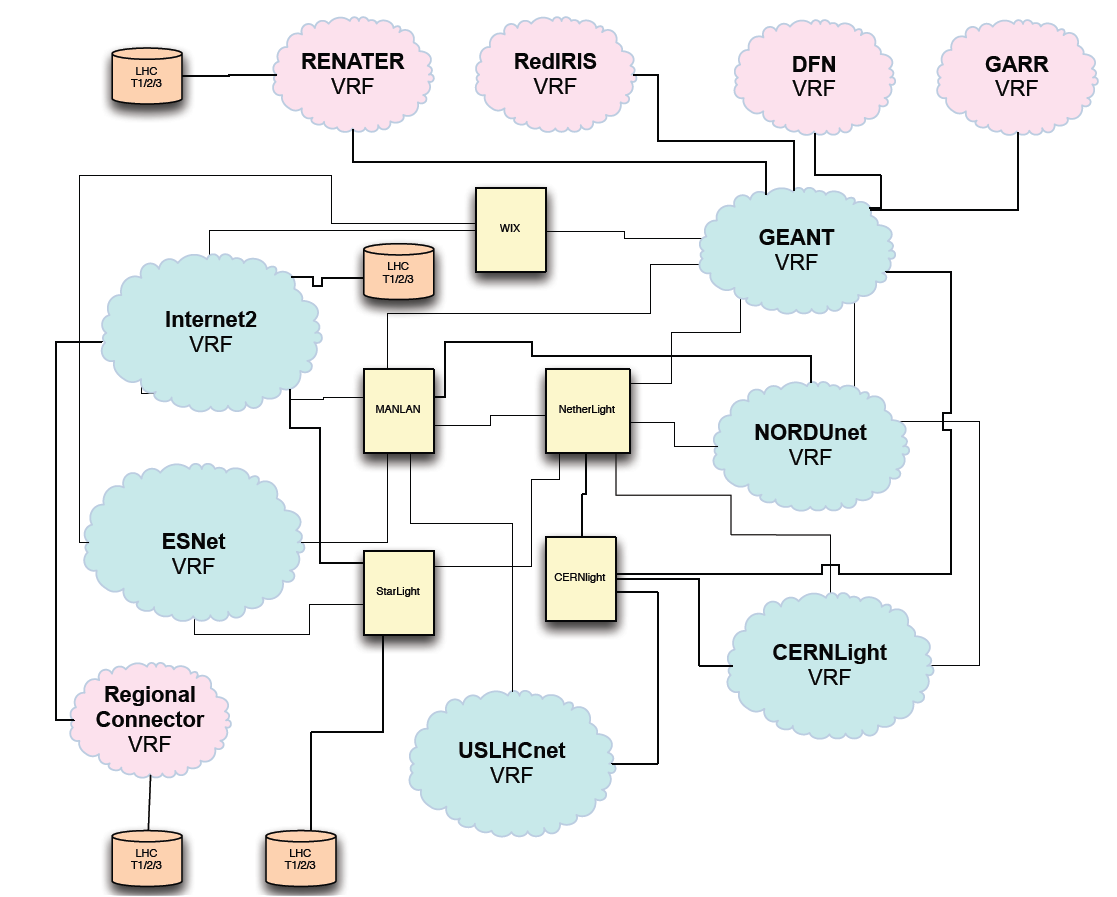 RENATER
VRF
RedIRIS
VRF
DFN
VRF
GARR
VRF
LHC
T1/2/3
WIX
GEANT
VRF
LHC
T1/2/3
Internet2
VRF
MANLAN
NetherLight
NORDUnet
VRF
ESNet
VRF
StarLight
CERNlight
CERNLight
VRF
Regional
Connector
VRF
USLHCnet
VRF
LHC
T1/2/3
LHC
T1/2/3